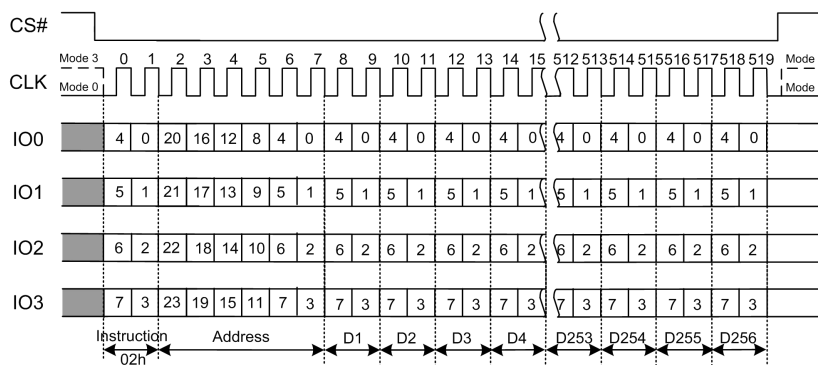 CS#
Mode 3 0 1 2 3 4 5 6 7 8 9 10 11 12 13 14 15 512 513 514 515 516 517 518 519 Mode
CLK
Mode 0 Mode
IO0 4 0 20 16 12 8 4 0 4 0 4 0 4 0 4 0 4 0 4 0 4 0 4 0
IO1 5 1 21 17 13 9 5 1 5 1 5 1 5 1 5 1 5 1 5 1 5 1 5 1
IO2 6 2 22 18 14 10 6 2 6 2 6 2 6 2 6 2 6 2 6 2 6 2 6 2
IO3 7 3 23 19 15 11 7 3 7 3 7 3 7 3 7 3 7 3 7 3 7 3 7 3
Instruction Address D1 D2 D3 D4 D253 D254 D255 D256
02h